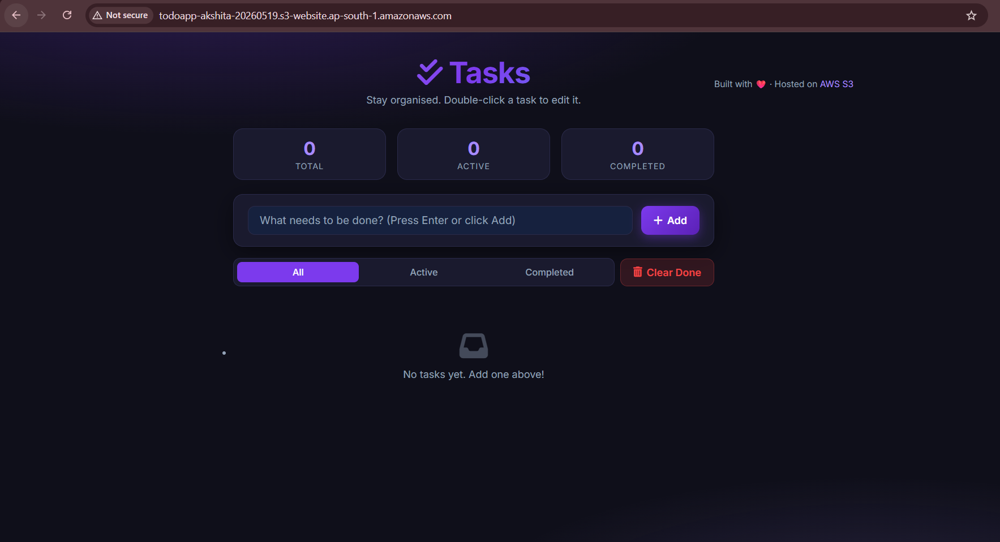 Not secure
todoapp-akshita-20260519.s3-website.ap-south-1.amazonaws.com
Tasks
Stay organised. Double-click a task to edit it.
Built with ❤️ · Hosted on AWS S3
0
TOTAL
0
ACTIVE
0
COMPLETED
What needs to be done? (Press Enter or click Add)
+ Add
All
Active
Completed
Clear Done
No tasks yet. Add one above!